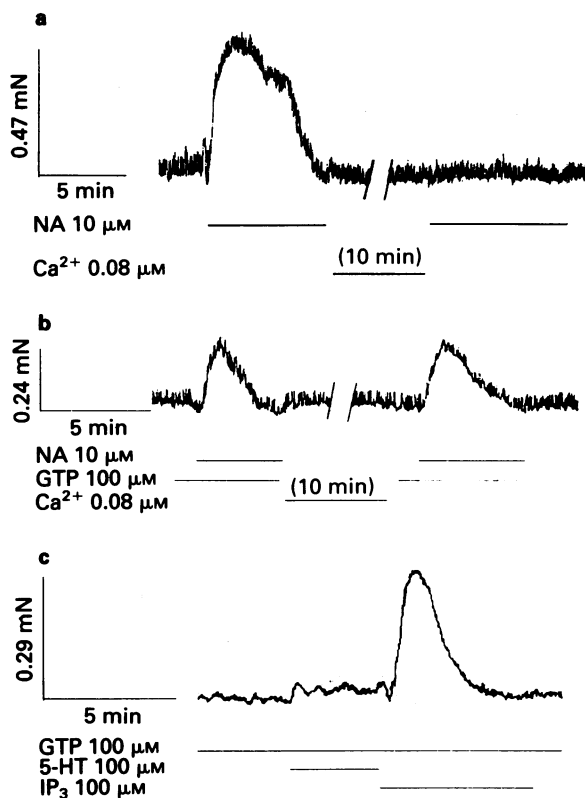 a
0.47 mN
5 min
NA 10 μM
(10 min)
Ca²⁺ 0.08 μM
b
0.24 mN
5 min
NA 10 μM
GTP 100 μM
(10 min)
Ca²⁺ 0.08 μM
c
0.29 mN
5 min
GTP 100 μM
5-HT 100 μM
IP₃ 100 μM